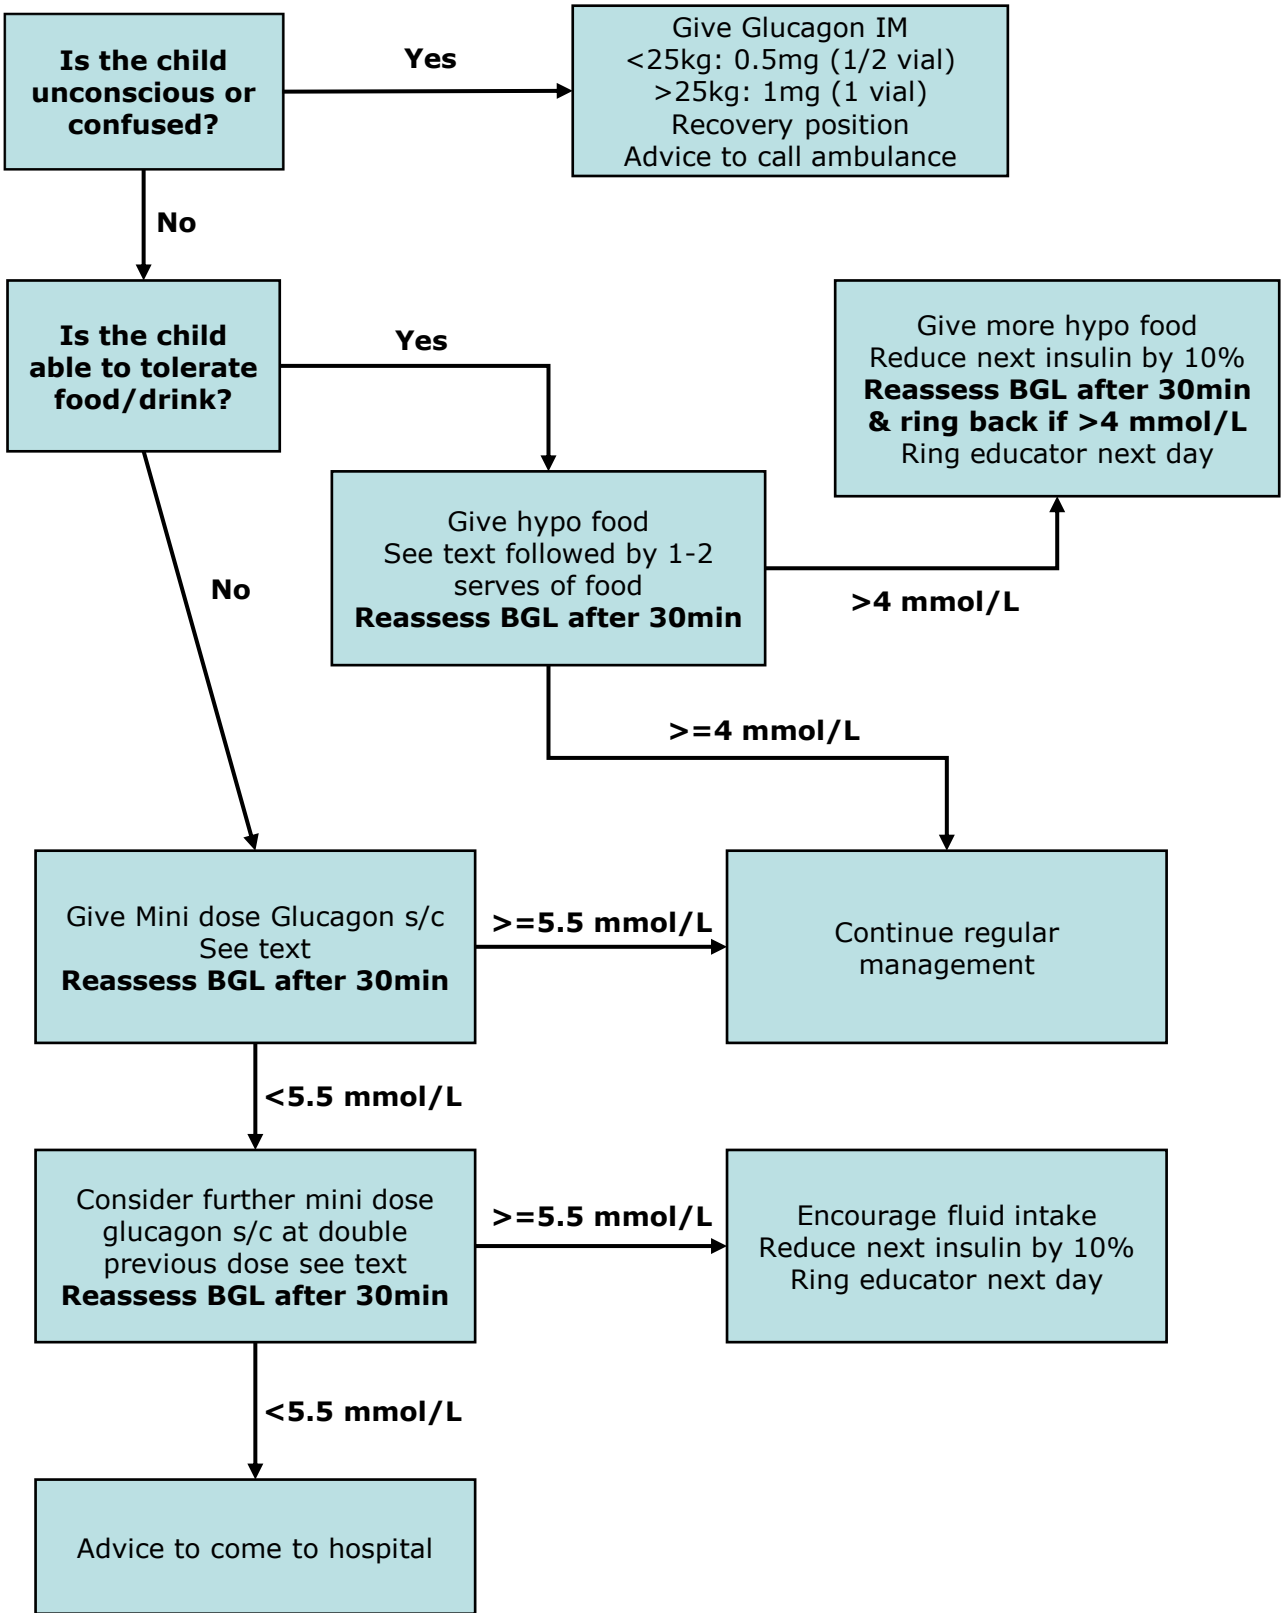 Is the child
unconscious or
confused?
Yes
Give Glucagon IM
<25kg: 0.5mg (1/2 vial)
>25kg: 1mg (1 vial)
Recovery position
Advice to call ambulance
No
Is the child
able to tolerate
food/drink?
Yes
Give more hypo food
Reduce next insulin by 10%
Reassess BGL after 30min
& ring back if >4 mmol/L
Ring educator next day
Give hypo food
See text followed by 1-2
serves of food
Reassess BGL after 30min
>4 mmol/L
No
>=4 mmol/L
Give Mini dose Glucagon s/c
See text
Reassess BGL after 30min
>=5.5 mmol/L
Continue regular
management
<5.5 mmol/L
Consider further mini dose
glucagon s/c at double
previous dose see text
Reassess BGL after 30min
>=5.5 mmol/L
Encourage fluid intake
Reduce next insulin by 10%
Ring educator next day
<5.5 mmol/L
Advice to come to hospital